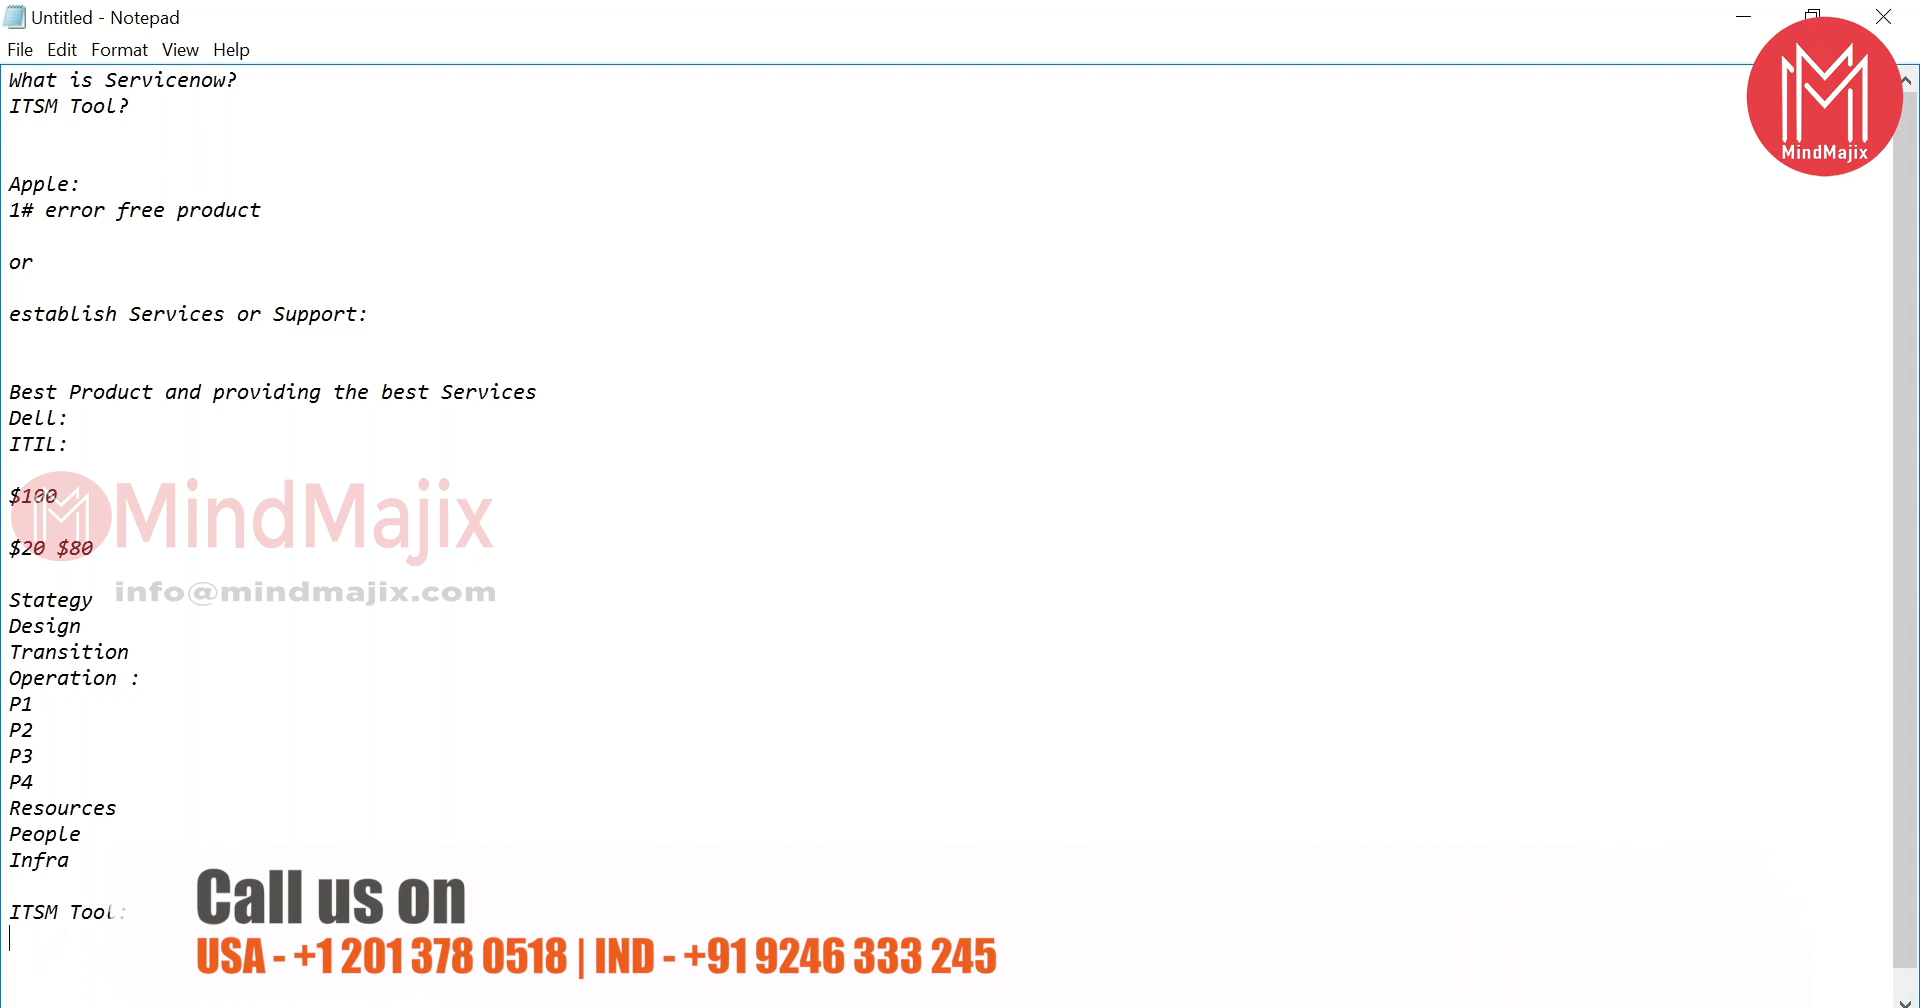 Untitled - Notepad
File Edit Format View Help
What is Servicenow?
ITSM Tool?
Apple:
1# error free product
or
establish Services or Support:
Best Product and providing the best Services
Dell:
ITIL:
$100
$20 $80
Stategy
Design
Transition
Operation :
P1
P2
P3
P4
Resources
People
Infra
ITSM Tool:
MindMajix
MindMajix
info@mindmajix.com
Call us on
USA - +1 201 378 0518 | IND - +91 9246 333 245